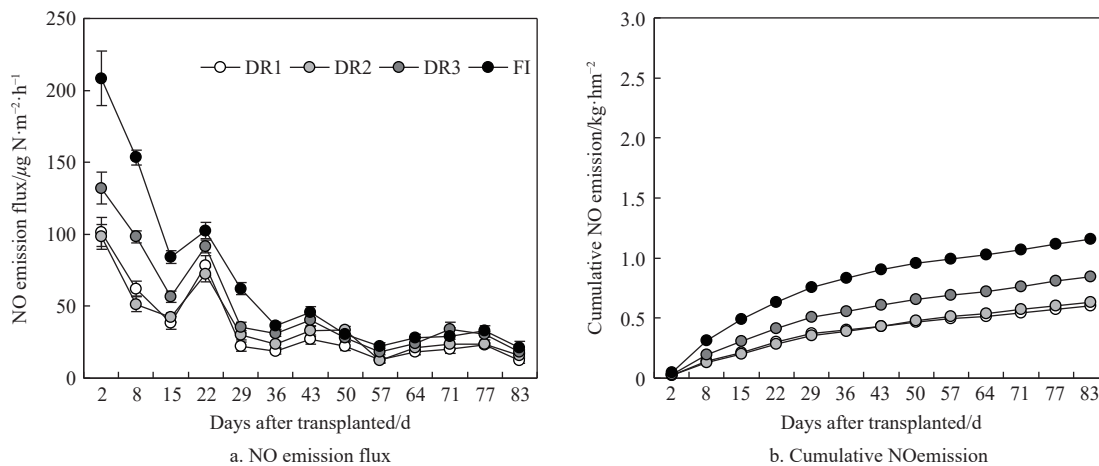 250
200
150
100
50
0
NO emission flux/μg N·m⁻²·h⁻¹
DR1 DR2 DR3 FI
2 8 15 22 29 36 43 50 57 64 71 77 83
Days after transplanted/d
a. NO emission flux
3.0
2.5
2.0
1.5
1.0
0.5
0
Cumulative NO emission/kg·hm⁻²
2 8 15 22 29 36 43 50 57 64 71 77 83
Days after transplanted/d
b. Cumulative NOemission